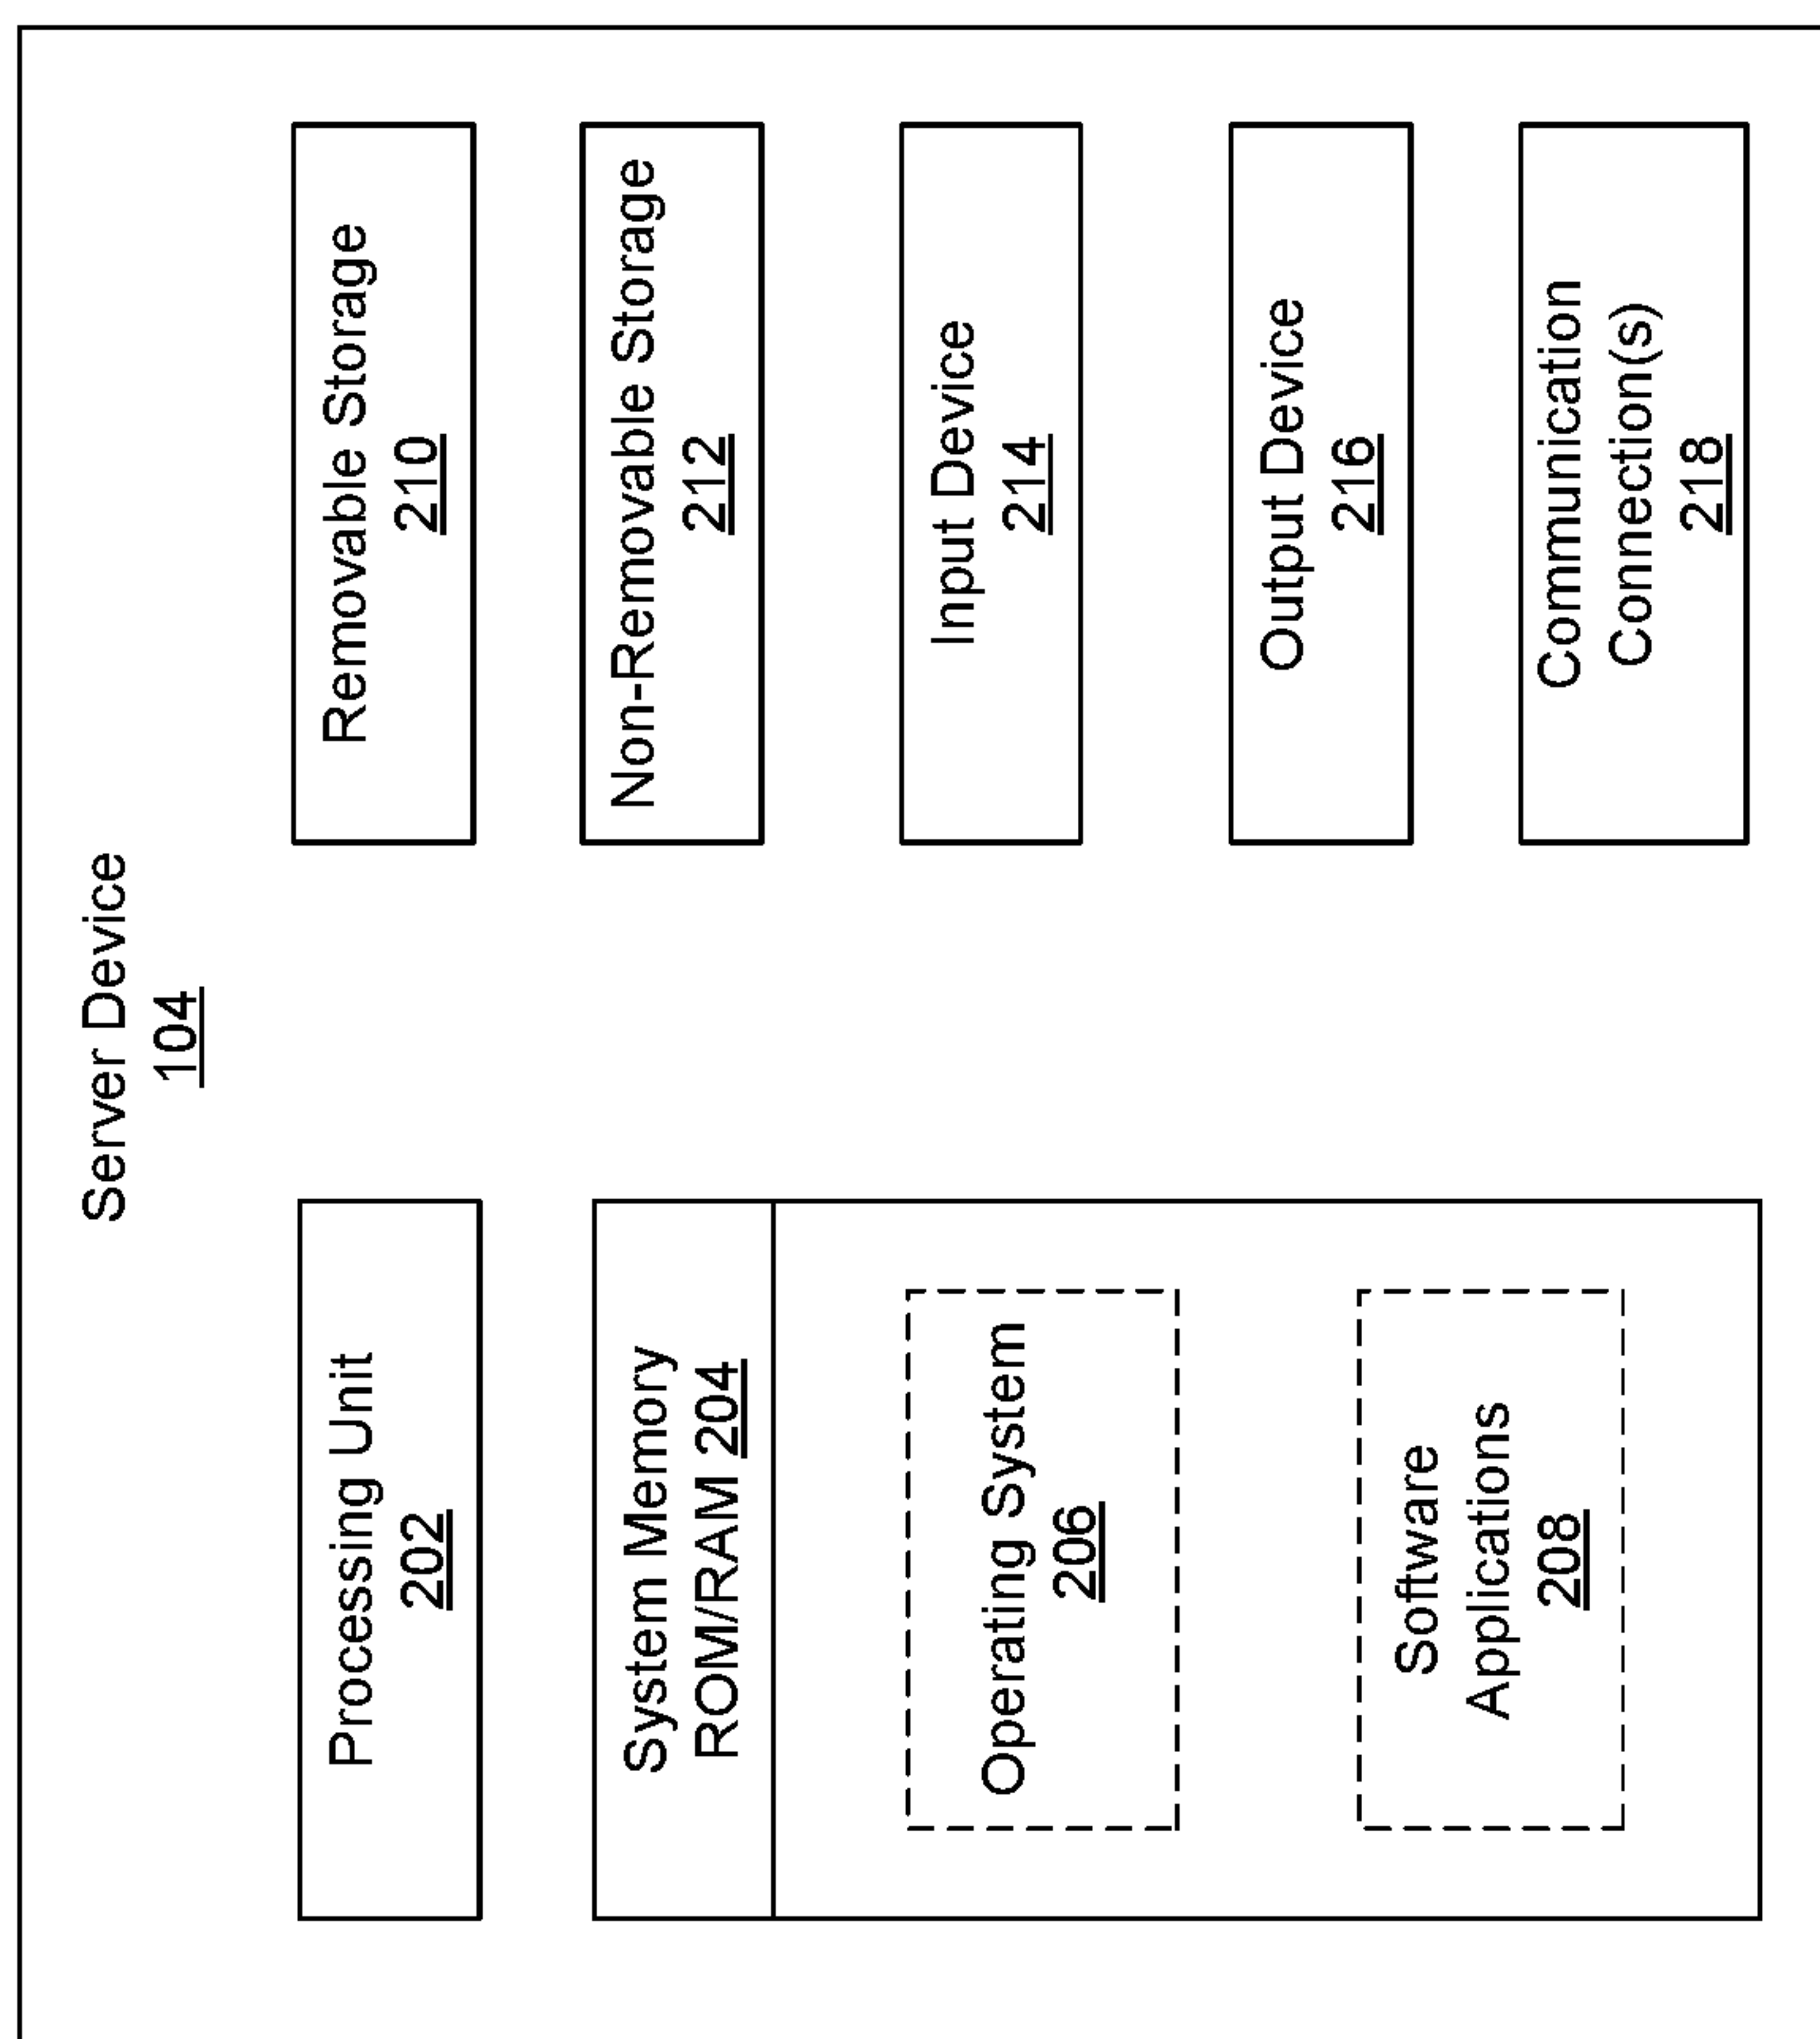 Server Device
104
Processing Unit
202
System Memory
ROM/RAM 204
Operating System
206
Software
Applications
208
Removable Storage
210
Non-Removable Storage
212
Input Device
214
Output Device
216
Communication
Connection(s)
218